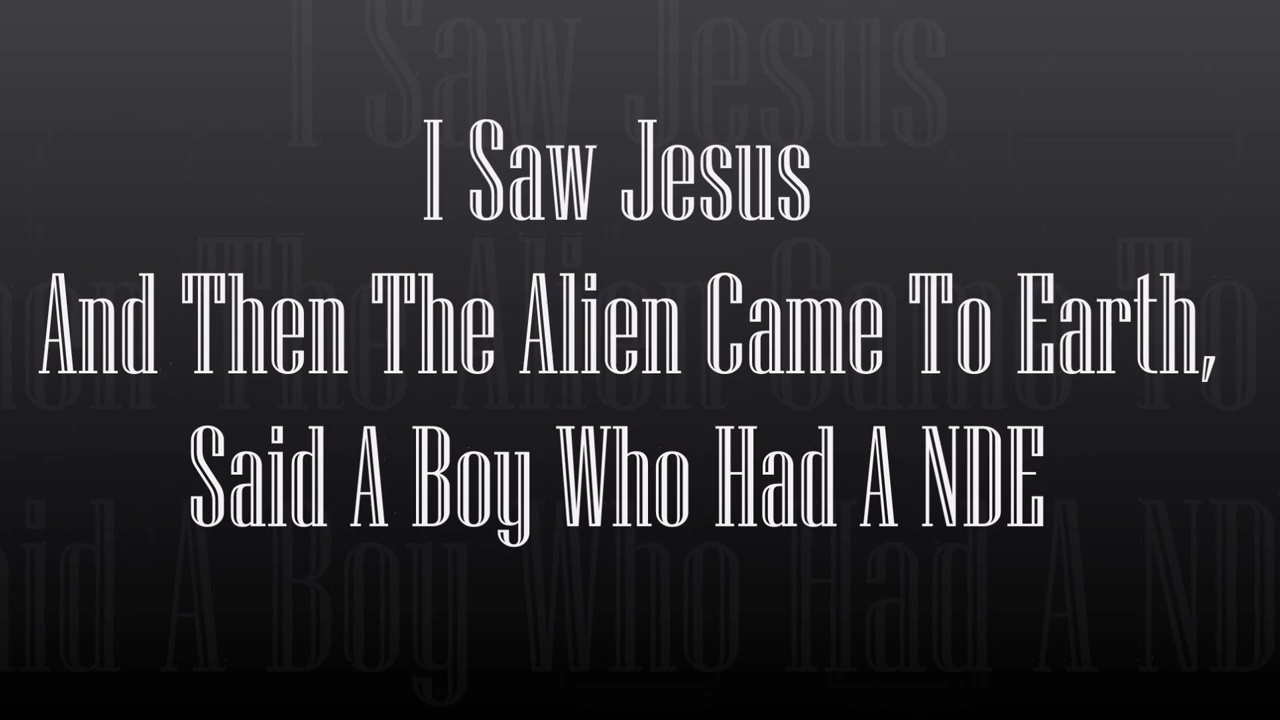 I Saw Jesus
And Then The Alien Came To Earth,
Said A Boy Who Had A NDE